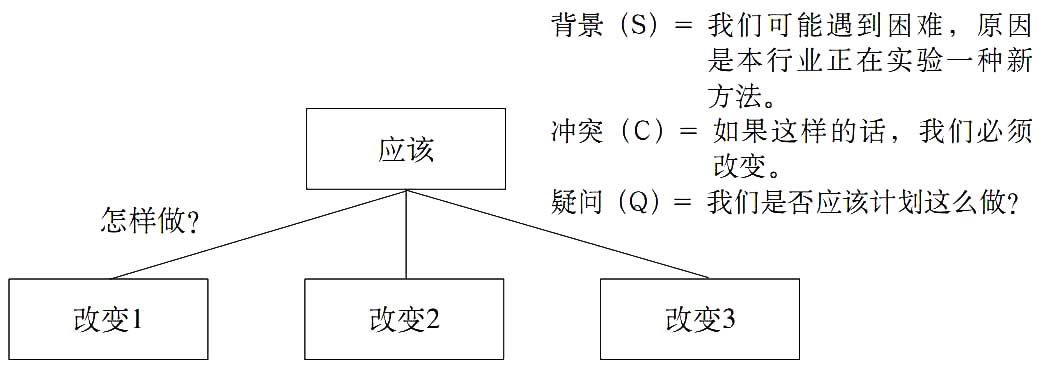 背景（S）= 我们可能遇到困难，原因
是本行业正在实验一种新
方法。
冲突（C）= 如果这样的话，我们必须
改变。
疑问（Q）= 我们是否应该计划这么做？
应该
怎样做？
改变1
改变2
改变3